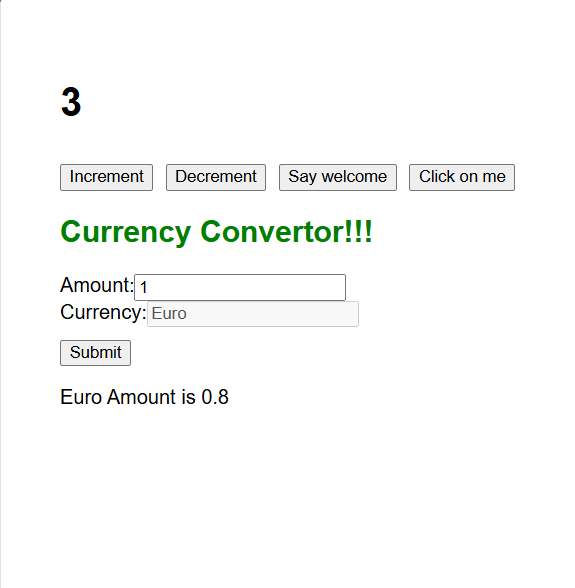 3
Increment Decrement Say welcome Click on me
Currency Convertor!!!
Amount: 1
Currency: Euro
Submit
Euro Amount is 0.8